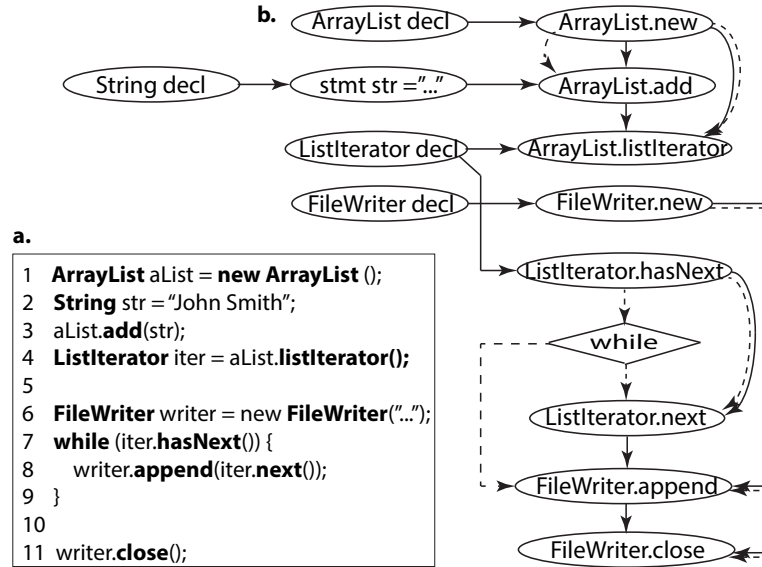 b.
ArrayList decl
ArrayList.new
String decl
stmt str ="..."
ArrayList.add
ListIterator decl
ArrayList.listIterator
FileWriter decl
FileWriter.new
a.
ListIterator.hasNext
while
ListIterator.next
FileWriter.append
FileWriter.close
1 ArrayList aList = new ArrayList ();
2 String str = “John Smith”;
3 aList.add(str);
4 ListIterator iter = aList.listIterator();
5
6 FileWriter writer = new FileWriter("...");
7 while (iter.hasNext()) {
8 writer.append(iter.next());
9 }
10
11 writer.close();